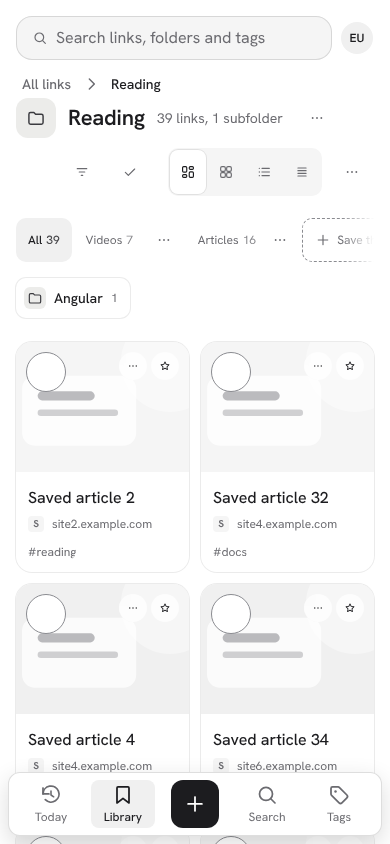 Search links, folders and tags
EU
All links
Reading
Reading
39 links, 1 subfolder
All 39
Videos 7
Articles 16
Save
Angular 1
Saved article 2
S site2.example.com
#reading
Saved article 32
S site4.example.com
#docs
Saved article 4
S site4.example.com
Saved article 34
S site6.example.com
Today
Library
Search
Tags